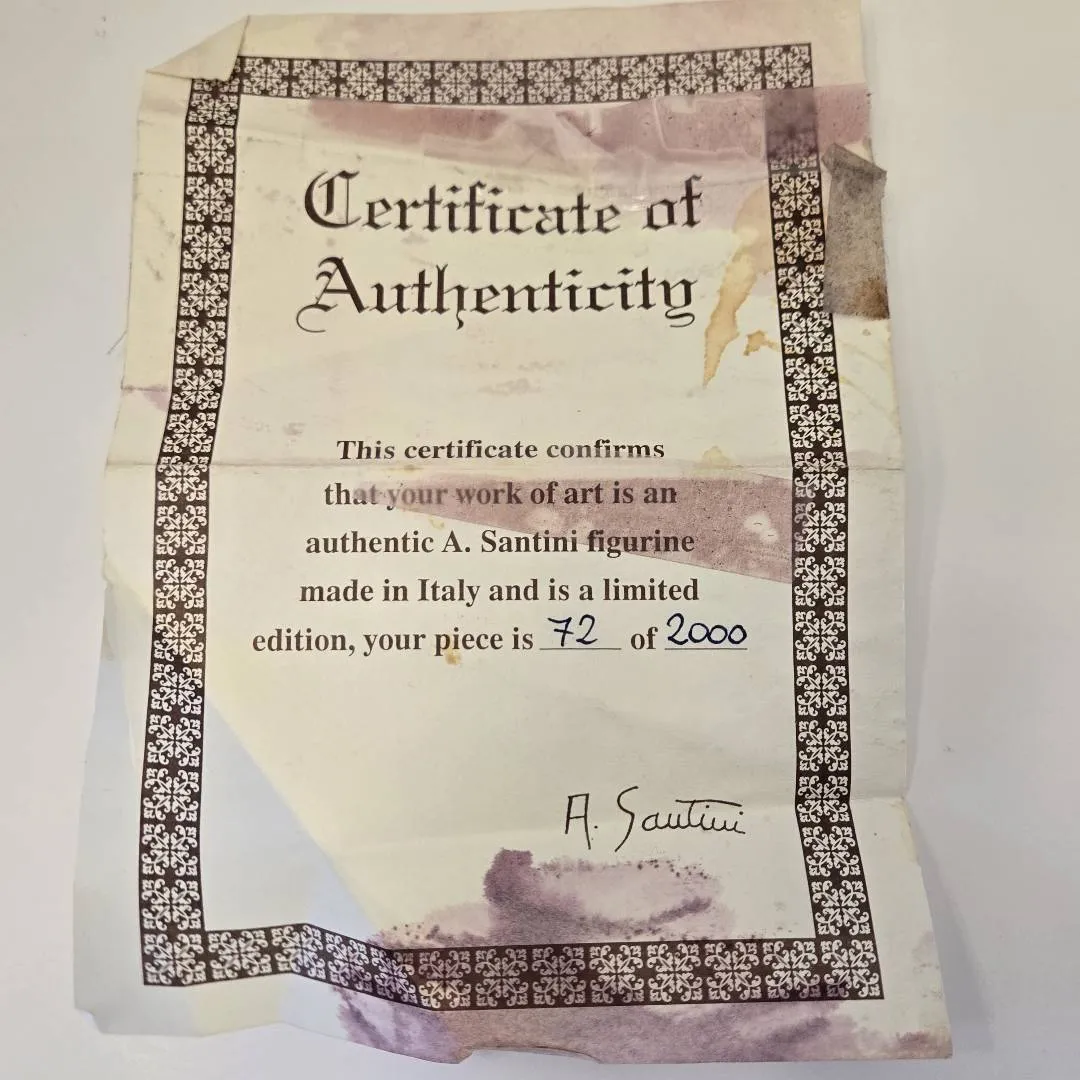 Certificate of
Authenticity
This certificate confirms
that your work of art is an
authentic A. Santini figurine
made in Italy and is a limited
edition, your piece is 72 of 2000
A. Santini